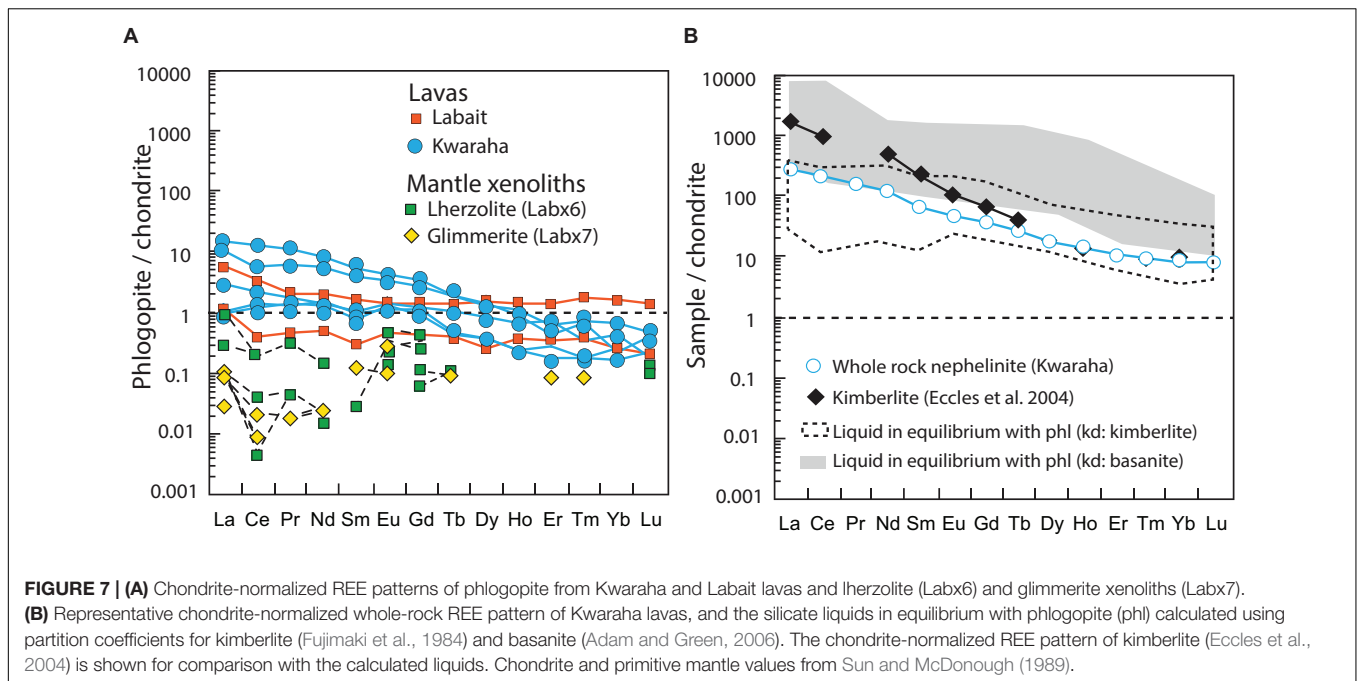 A
10000
1000
100
10
1
0.1
0.01
0.001
Phlogopite / chondrite
Lavas
Labait
Kwaraha
Mantle xenoliths
Lherzolite (Labx6)
Glimmerite (Labx7)
La Ce Pr Nd Sm Eu Gd Tb Dy Ho Er Tm Yb Lu
B
10000
1000
100
10
1
0.1
0.01
0.001
Sample / chondrite
Whole rock nephelinite (Kwaraha)
Kimberlite (Eccles et al. 2004)
Liquid in equilibrium with phl (kd: kimberlite)
Liquid in equilibrium with phl (kd: basanite)
La Ce Pr Nd Sm Eu Gd Tb Dy Ho Er Tm Yb Lu
FIGURE 7 | (A) Chondrite-normalized REE patterns of phlogopite from Kwaraha and Labait lavas and lherzolite (Labx6) and glimmerite xenoliths (Labx7).
(B) Representative chondrite-normalized whole-rock REE pattern of Kwaraha lavas, and the silicate liquids in equilibrium with phlogopite (phl) calculated using
partition coefficients for kimberlite (Fujimaki et al., 1984) and basanite (Adam and Green, 2006). The chondrite-normalized REE pattern of kimberlite (Eccles et al.,
2004) is shown for comparison with the calculated liquids. Chondrite and primitive mantle values from Sun and McDonough (1989).